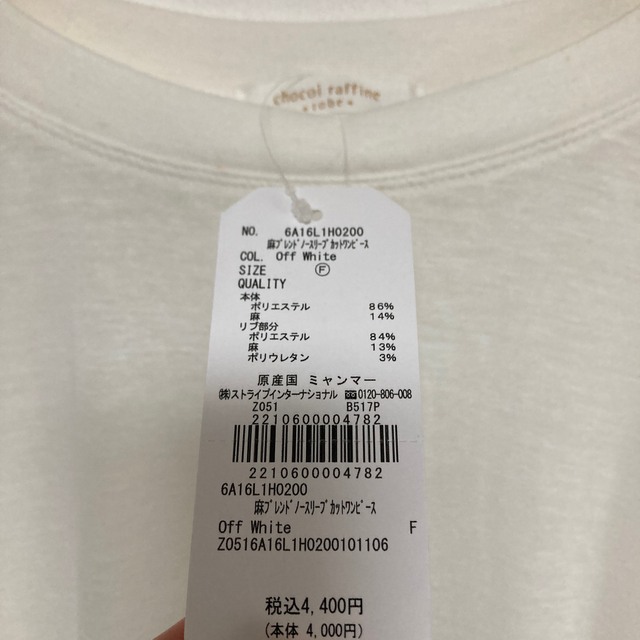 chocol raffine
robe
NO. 6A16L1H0200
麻ブレンドノースリーブカットワンピース
COL. Off White
SIZE F
QUALITY
本体
ポリエステル 86%
麻 14%
リブ部分
ポリエステル 84%
麻 13%
ポリウレタン 3%
原産国 ミャンマー
㈱ストライプインターナショナル ☎0120-806-008
Z051 B517P
2210600004782
2210600004782
6A16L1H0200
麻ブレンドノースリーブカットワンピース
Off White F
Z0516A16L1H0200101106
税込4,400円
(本体 4,000円)